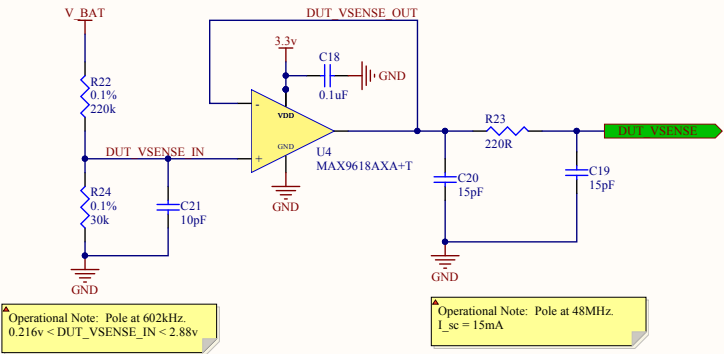 V_BAT
DUT_VSENSE_OUT
3.3v
C18
GND
0.1uF
R22
0.1%
220k
-
VDD
GND
+
U4
MAX9618AXA+T
DUT_VSENSE_IN
R23
220R
DUT_VSENSE
R24
0.1%
30k
C21
10pF
GND
C20
15pF
C19
15pF
GND
GND
Operational Note: Pole at 602kHz.
0.216v < DUT_VSENSE_IN < 2.88v
Operational Note: Pole at 48MHz.
I_sc = 15mA